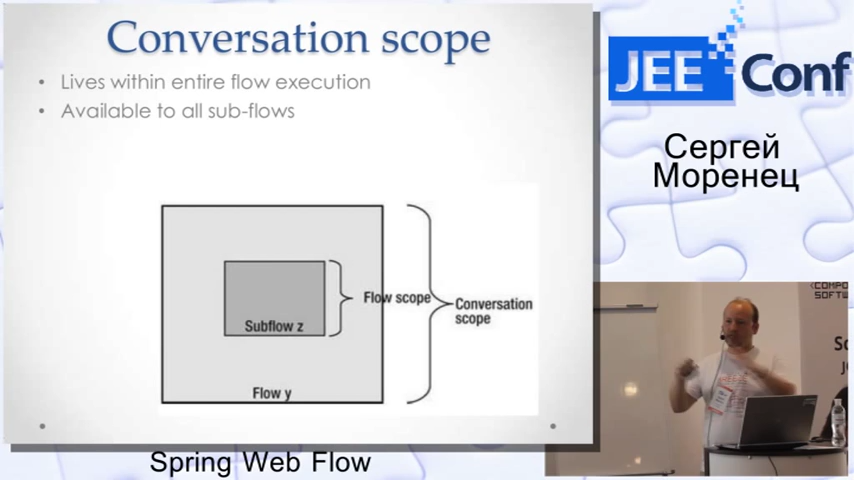 Conversation scope
• Lives within entire flow execution
• Available to all sub-flows
Flow scope
Conversation
scope
Subflow z
Flow y
JEE Conf
Сергей
Моренец
Spring Web Flow